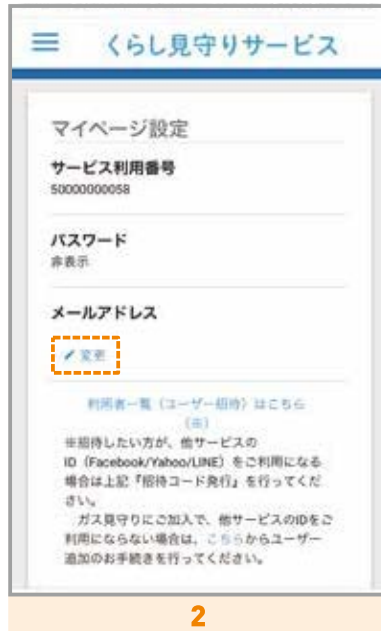 くらし見守りサービス
マイページ設定
サービス利用番号
50000000058
パスワード
非表示
メールアドレス
変更
利用者一覧（ユーザー招待）はこちら
（※）
※招待したい方が、他サービスの
ID（Facebook/Yahoo/LINE）をご利用になる
場合は上記『招待コード発行』を行ってくだ
さい。
ガス見守りにご加入で、他サービスのIDをご
利用にならない場合は、こちらからユーザー
追加のお手続きを行ってください。
2